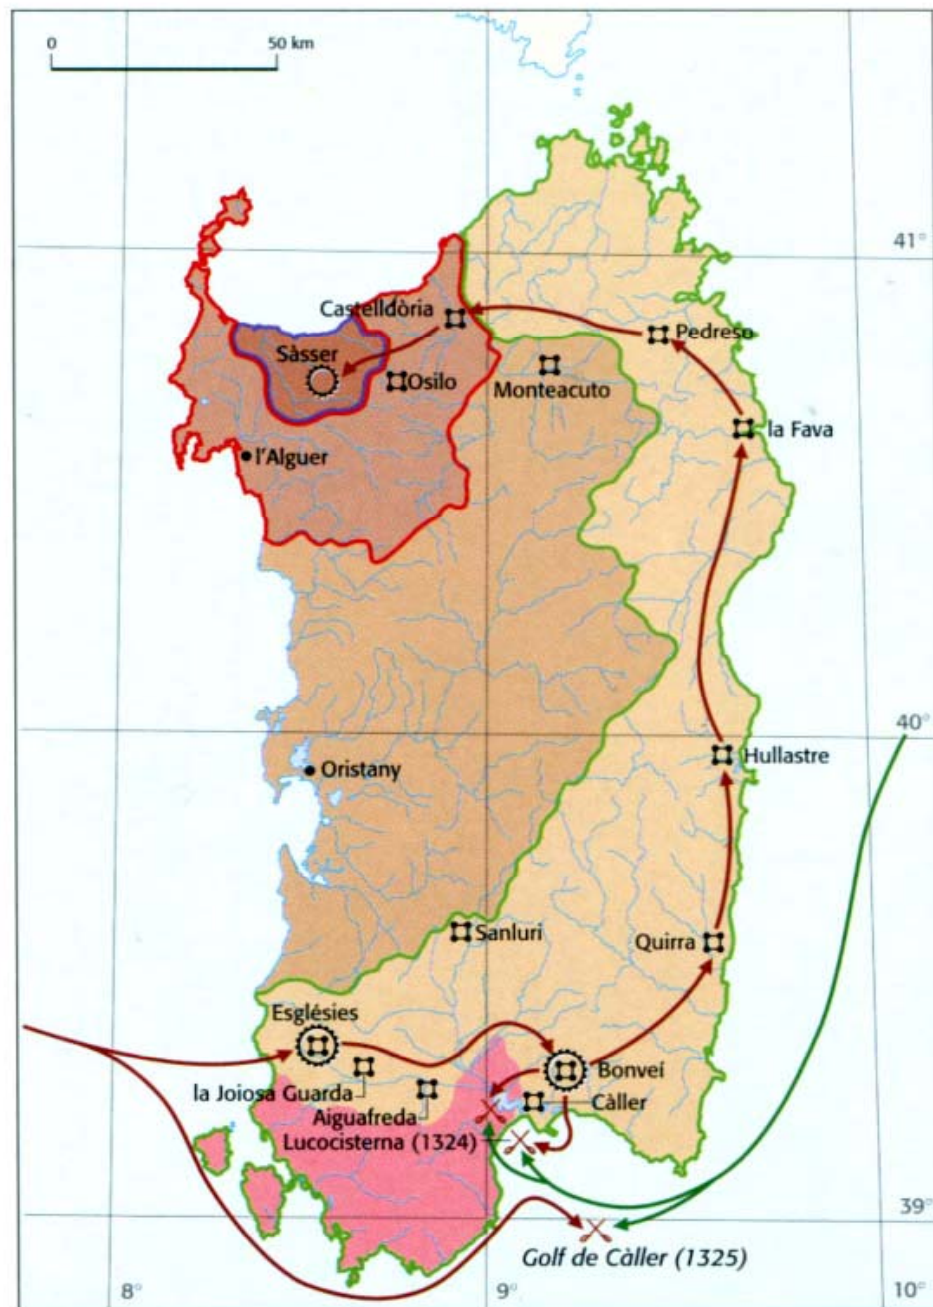 0
50 km
41°
Castelldòria
Pedreso
Sàsser
Osilo
Monteacuto
la Fava
l'Alguer
40°
Hullastre
Oristany
Sanluri
Quirra
Esglésies
la Joiosa Guarda
Bonveí
Aiguafreda
Càller
Lucocisterna (1324)
39°
Golf de Càller (1325)
8°
9°
10°